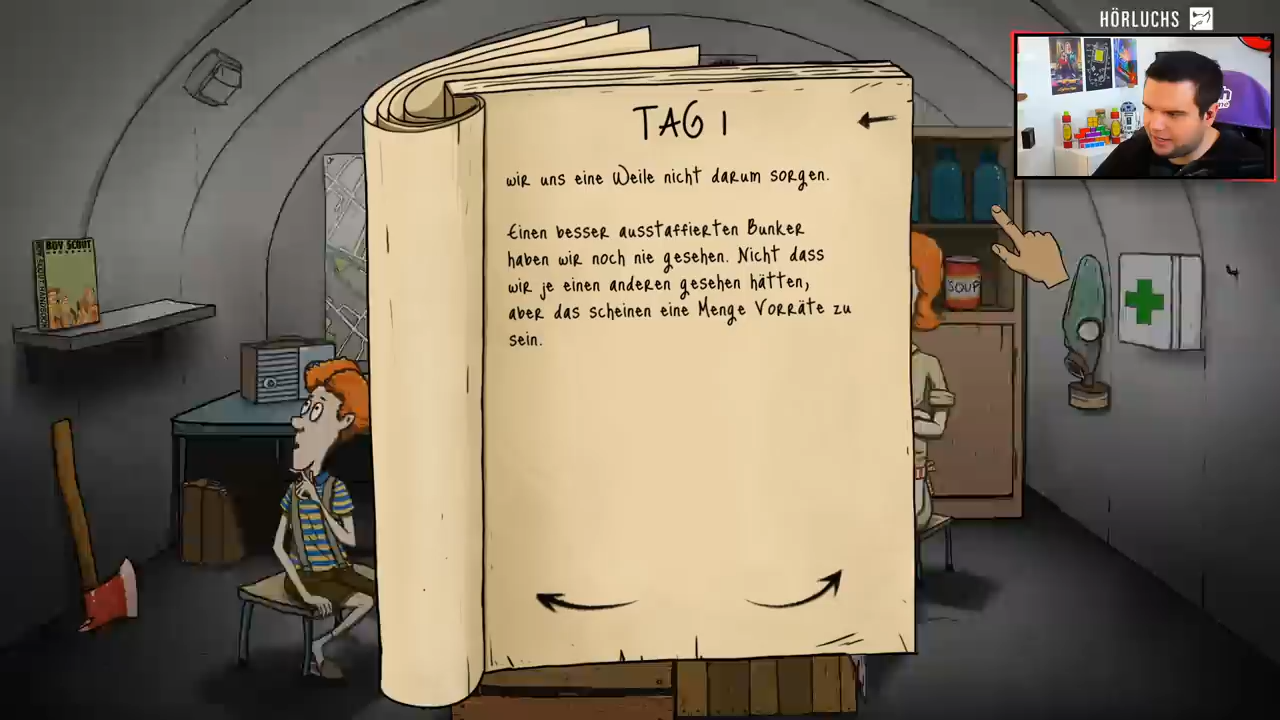 HÖRLUCHS
TAG 1
wir uns eine Weile nicht darum sorgen.
Einen besser ausstaffierten Bunker
haben wir noch nie gesehen. Nicht dass
wir je einen anderen gesehen hätten,
aber das scheinen eine Menge Vorräte zu
sein.
BOY SCOUT
SOUP